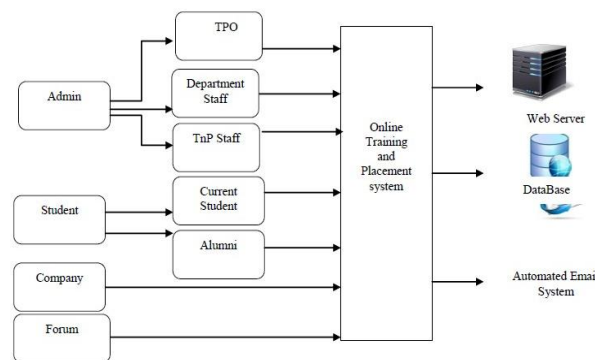 TPO
Admin
Department
Staff
TnP Staff
Student
Current
Student
Alumni
Company
Forum
Online
Training
and
Placement
system
Web Server
DataBase
Automated Email
System